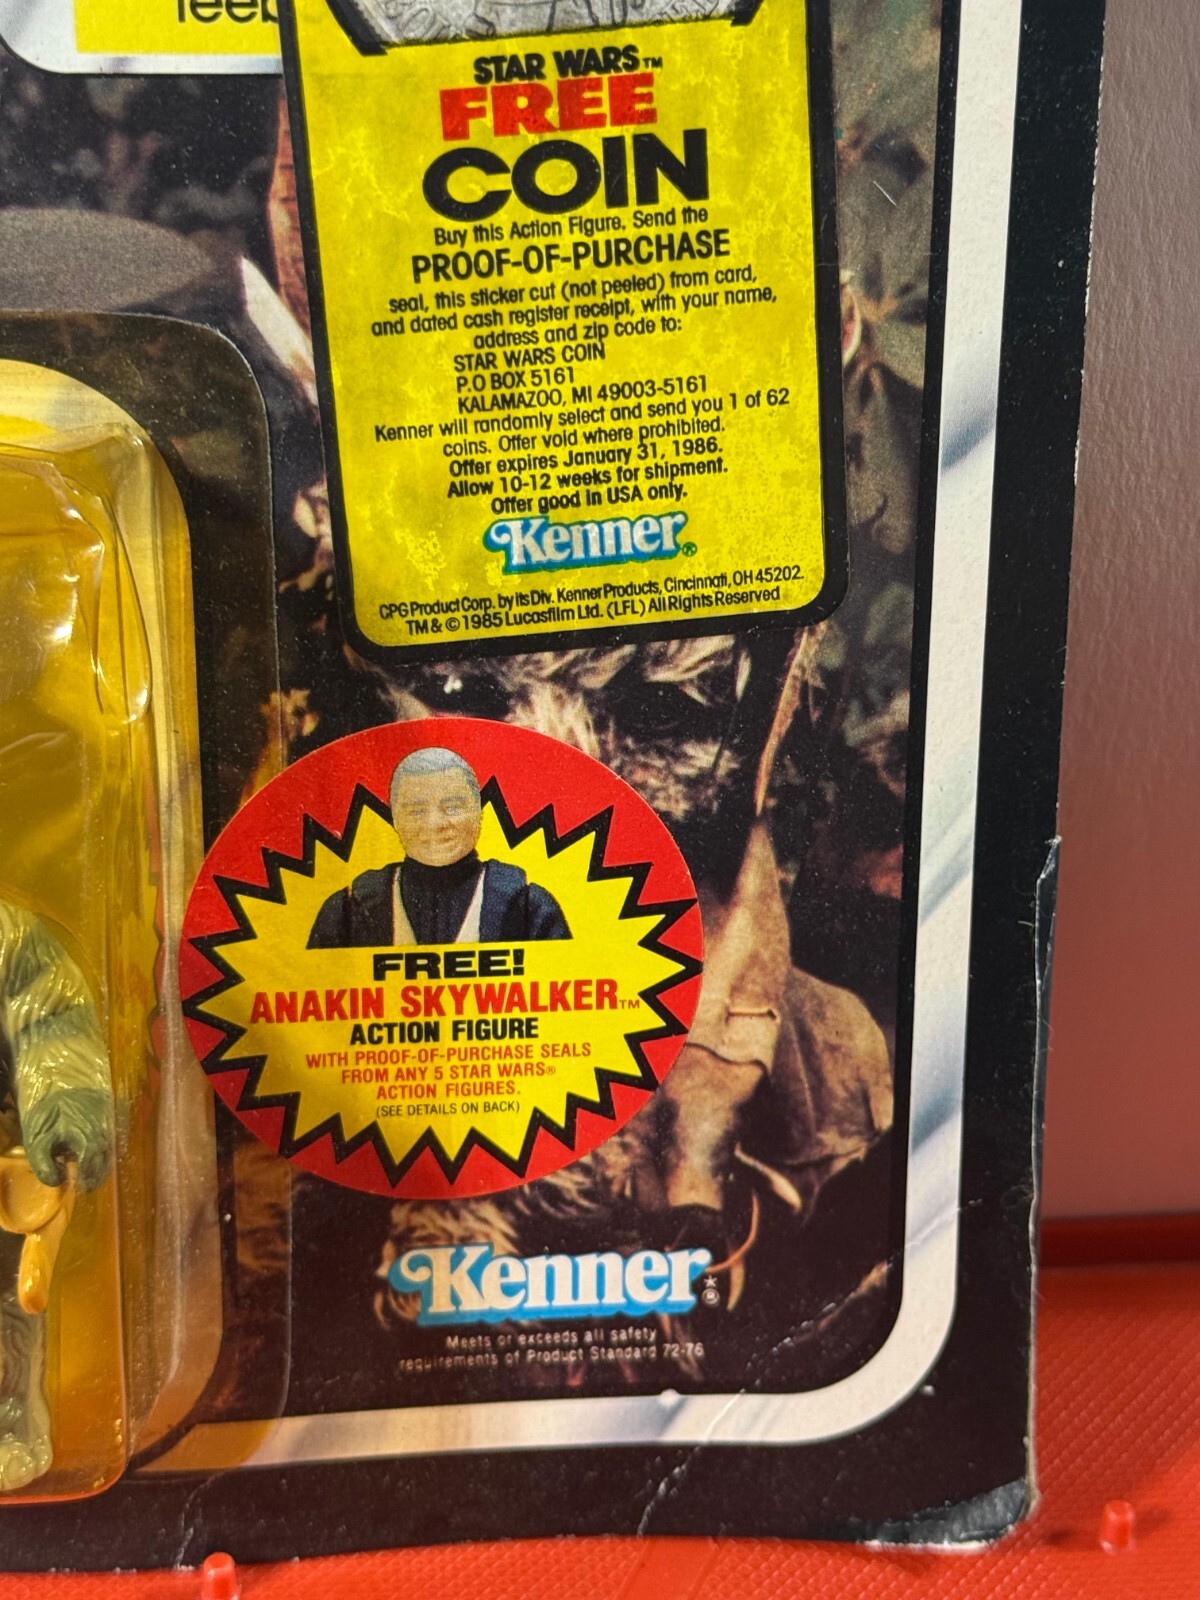 Teeb
STAR WARS™
FREE
COIN
Buy this Action Figure. Send the
PROOF-OF-PURCHASE
seal, this sticker cut (not peeled) from card,
and dated cash register receipt, with your name,
address and zip code to:
STAR WARS COIN
P.O BOX 5161
KALAMAZOO, MI 49003-5161
Kenner will randomly select and send you 1 of 62
coins. Offer void where prohibited.
Offer expires January 31, 1986.
Allow 10-12 weeks for shipment.
Offer good in USA only.
Kenner®
CPG Product Corp. by its Div. Kenner Products, Cincinnati, OH 45202.
TM & © 1985 Lucasfilm Ltd. (LFL) All Rights Reserved
FREE!
ANAKIN SKYWALKER™
ACTION FIGURE
WITH PROOF-OF-PURCHASE SEALS
FROM ANY 5 STAR WARS®
ACTION FIGURES.
(SEE DETAILS ON BACK)
Kenner*®
Meets or exceeds all safety
requirements of Product Standard 72-76